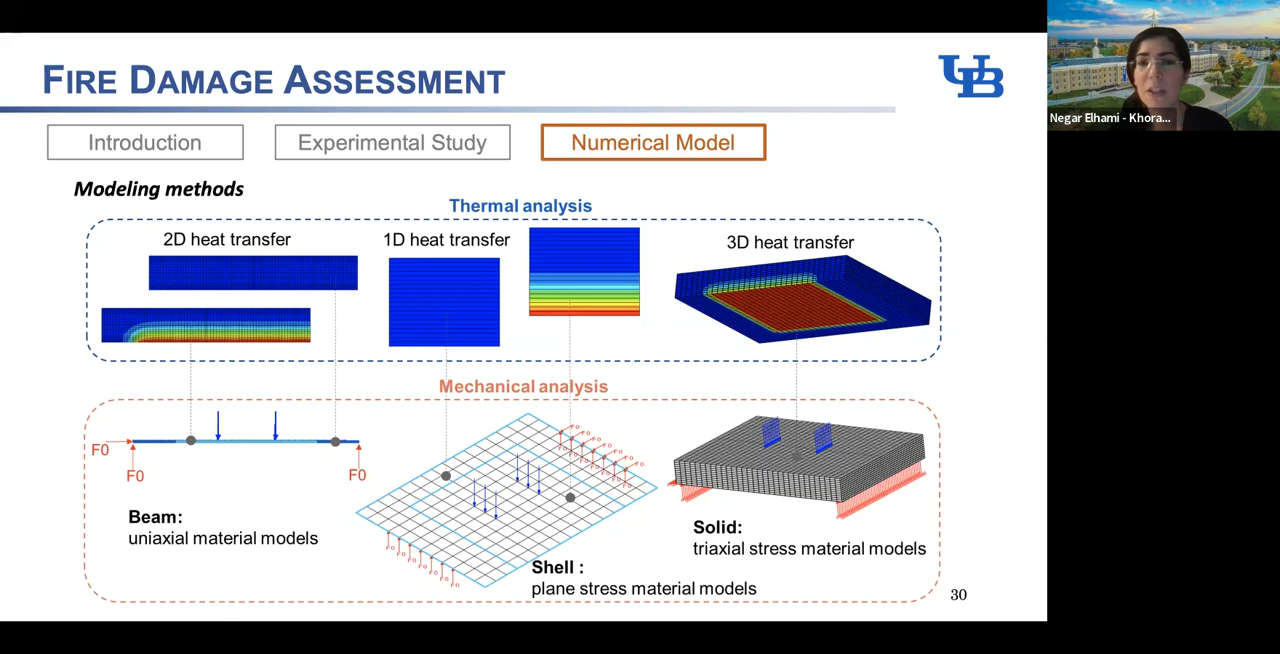 FIRE DAMAGE ASSESSMENT
UB
Introduction
Experimental Study
Numerical Model
Modeling methods
Thermal analysis
2D heat transfer
1D heat transfer
3D heat transfer
Mechanical analysis
F0
F0
F0
Beam:
uniaxial material models
Shell :
plane stress material models
Solid:
triaxial stress material models
30
Negar Elhami - Khora...